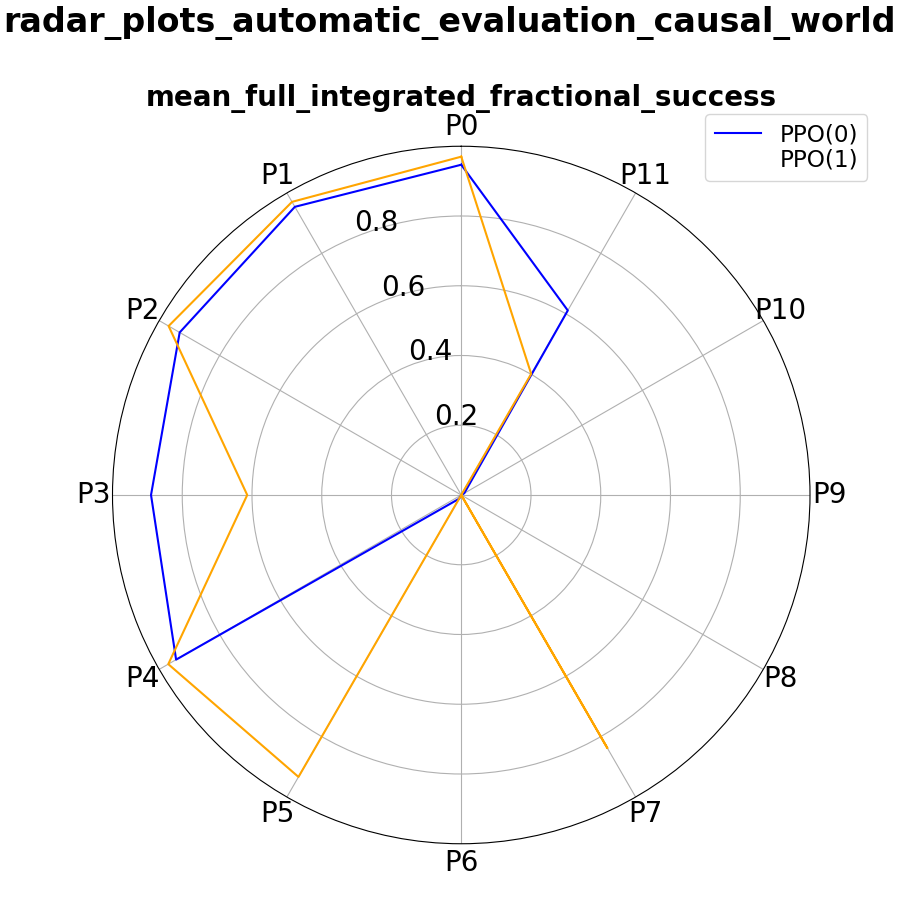 radar_plots_automatic_evaluation_causal_world
mean_full_integrated_fractional_success
PPO(0)
PPO(1)
P0
P11
P1
P10
P2
0.8
0.6
0.4
0.2
P3
P9
P4
P8
P5
P7
P6